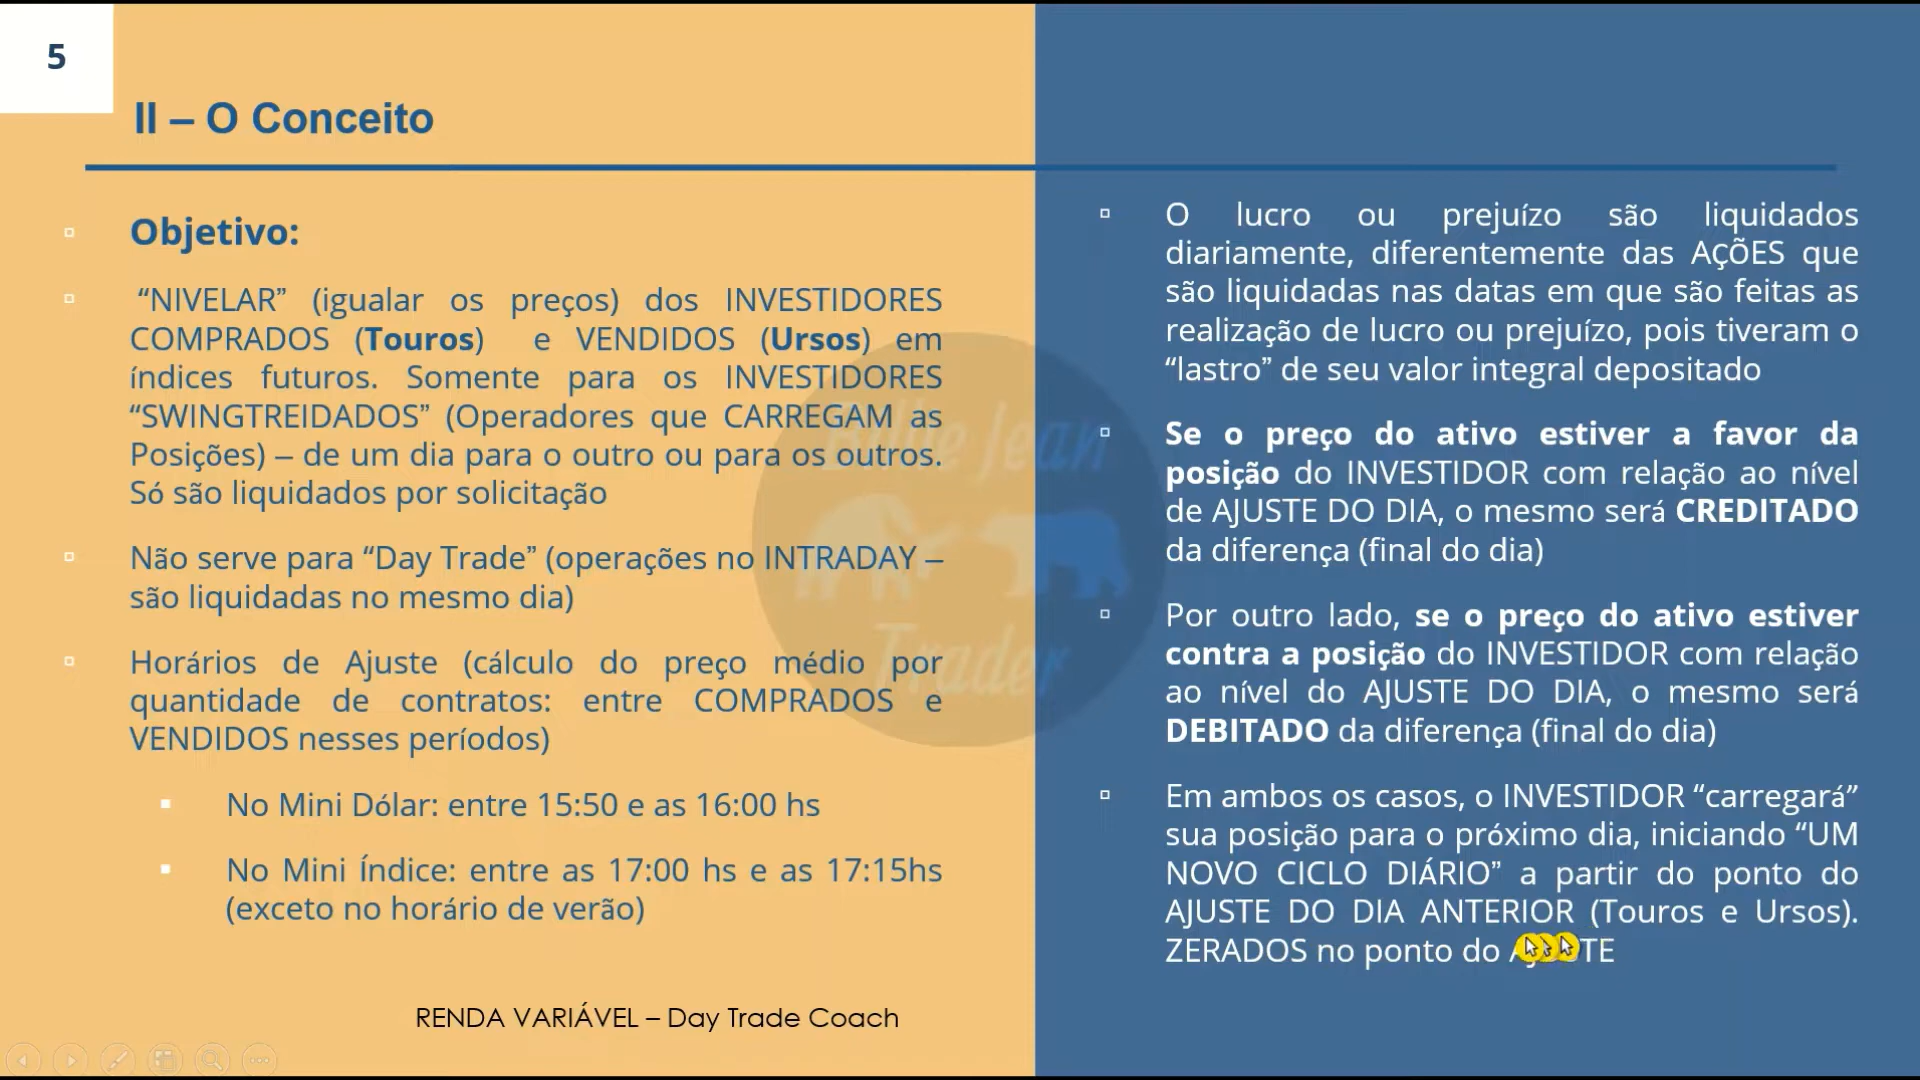 5
II – O Conceito
Objetivo:
“NIVELAR” (igualar os preços) dos INVESTIDORES
COMPRADOS (Touros) e VENDIDOS (Ursos) em
índices futuros. Somente para os INVESTIDORES
“SWINGTREIDADOS” (Operadores que CARREGAM as
Posições) – de um dia para o outro ou para os outros.
Só são liquidados por solicitação
Não serve para “Day Trade” (operações no INTRADAY –
são liquidadas no mesmo dia)
Horários de Ajuste (cálculo do preço médio por
quantidade de contratos: entre COMPRADOS e
VENDIDOS nesses períodos)
No Mini Dólar: entre 15:50 e as 16:00 hs
No Mini Índice: entre as 17:00 hs e as 17:15hs
(exceto no horário de verão)
O lucro ou prejuízo são liquidados
diariamente, diferentemente das AÇÕES que
são liquidadas nas datas em que são feitas as
realização de lucro ou prejuízo, pois tiveram o
“lastro” de seu valor integral depositado
Se o preço do ativo estiver a favor da
posição do INVESTIDOR com relação ao nível
de AJUSTE DO DIA, o mesmo será CREDITADO
da diferença (final do dia)
Por outro lado, se o preço do ativo estiver
contra a posição do INVESTIDOR com relação
ao nível do AJUSTE DO DIA, o mesmo será
DEBITADO da diferença (final do dia)
Em ambos os casos, o INVESTIDOR “carregará”
sua posição para o próximo dia, iniciando “UM
NOVO CICLO DIÁRIO” a partir do ponto do
AJUSTE DO DIA ANTERIOR (Touros e Ursos).
ZERADOS no ponto do
Billie Jean
Trader
RENDA VARIÁVEL – Day Trade Coach